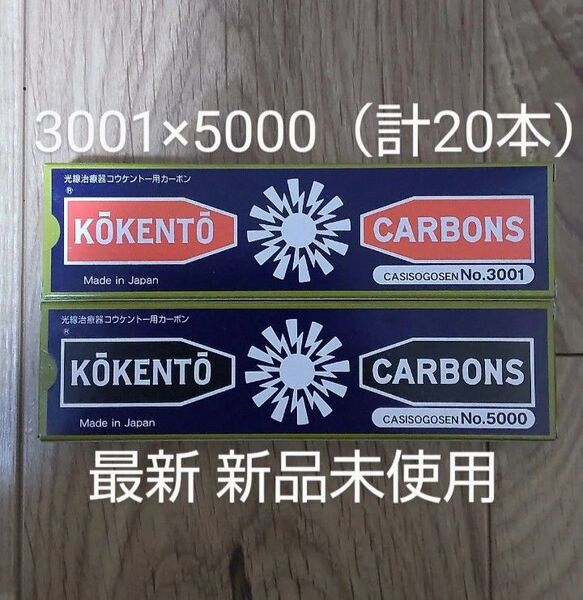 3001×5000（計20本）
光線治療器コウケントー用カーボン
®
KŌKENTŌ CARBONS
CASISOGOSEN No.3001
Made in Japan
光線治療器コウケントー用カーボン
®
KŌKENTŌ CARBONS
CASISOGOSEN No.5000
Made in Japan
最新 新品未使用